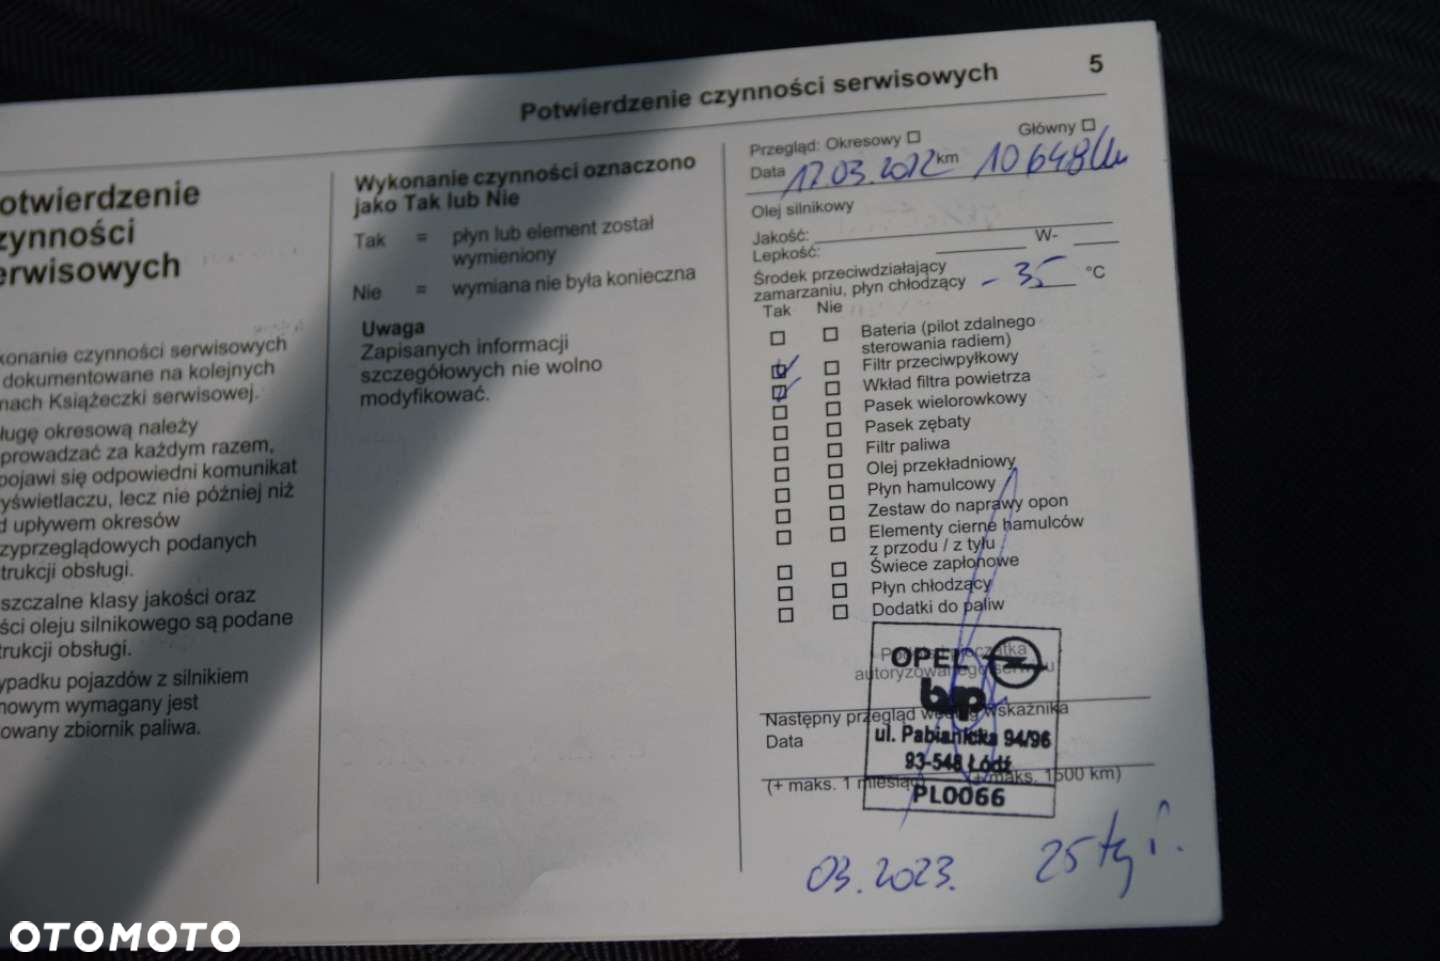 Potwierdzenie czynności serwisowych
5
otwierdzenie
zynności
erwisowych
konanie czynności serwisowych
dokumentowane na kolejnych
nach Książeczki serwisowej.
ługę okresową należy
prowadzać za każdym razem,
pojawi się odpowiedni komunikat
yświetlaczu, lecz nie później niż
d upływem okresów
zyprzeglądowych podanych
trukcji obsługi.
szczalne klasy jakości oraz
ści oleju silnikowego są podane
trukcji obsługi.
ypadku pojazdów z silnikiem
nowym wymagany jest
owany zbiornik paliwa.
Wykonanie czynności oznaczono
jako Tak lub Nie
Tak = płyn lub element został
wymieniony
Nie = wymiana nie była konieczna
Uwaga
Zapisanych informacji
szczegółowych nie wolno
modyfikować.
Przegląd: Okresowy Główny
Data 17.03.2022 km 10648 km
Olej silnikowy
Jakość:
Lepkość: W-
Środek przeciwdziałający
zamarzaniu, płyn chłodzący - 35 °C
Tak Nie
Bateria (pilot zdalnego
sterowania radiem)
Filtr przeciwpyłkowy
Wkład filtra powietrza
Pasek wielorowkowy
Pasek zębaty
Filtr paliwa
Olej przekładniowy
Płyn hamulcowy
Zestaw do naprawy opon
Elementy cierne hamulców
z przodu / z tyłu
Świece zapłonowe
Płyn chłodzący
Dodatki do paliw
OPEL
autoryzowanego serwisu
bip
Następny przegląd według wskaźnika
Data
ul. Pabianicka 94/96
93-548 Łódź
(+ maks. 1 miesiąc) (+ maks. 1500 km)
PL0066
03.2023.
OTOMOTO